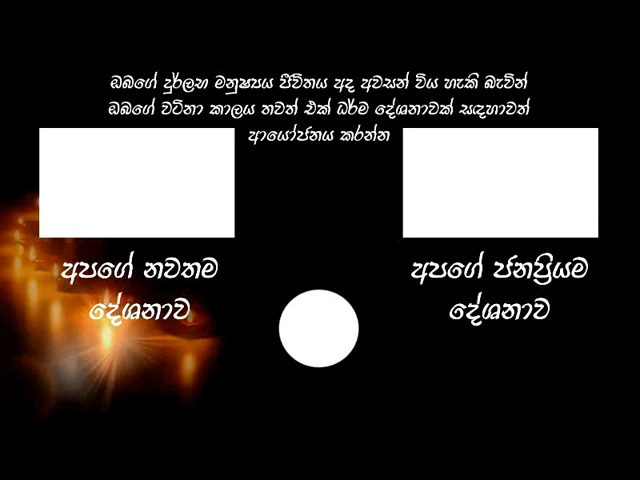 ඔබගේ දුර්ලභ මනුෂ්‍යය ජීවිතය අද අවසන් විය හැකි බැවින්
ඔබගේ වටිනා කාලය තවත් එක් ධර්ම දේශනාවක් සඳහාවත්
ආයෝජනය කරන්න
අපගේ නවතම
දේශනාව
අපගේ ජනප්‍රියම
දේශනාව